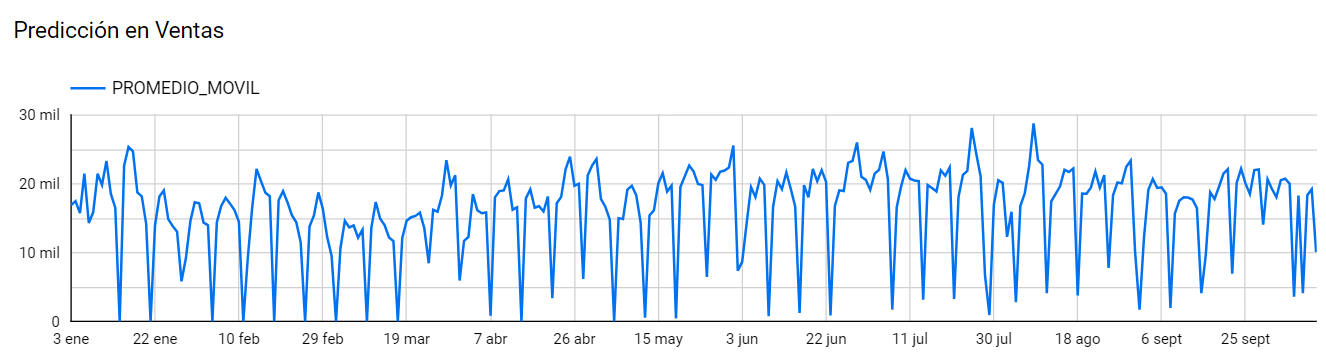 Predicción en Ventas
PROMEDIO_MOVIL
30 mil
20 mil
10 mil
0
3 ene 22 ene 10 feb 29 feb 19 mar 7 abr 26 abr 15 may 3 jun 22 jun 11 jul 30 jul 18 ago 6 sept 25 sept